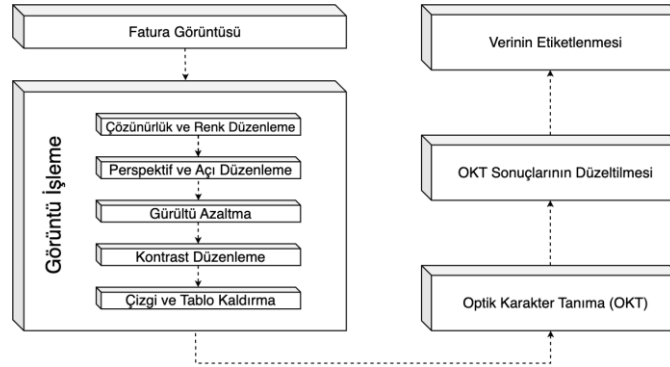 Fatura Görüntüsü
Görüntü İşleme
Çözünürlük ve Renk Düzenleme
Perspektif ve Açı Düzenleme
Gürültü Azaltma
Kontrast Düzenleme
Çizgi ve Tablo Kaldırma
Optik Karakter Tanıma (OKT)
OKT Sonuçlarının Düzeltilmesi
Verinin Etiketlenmesi